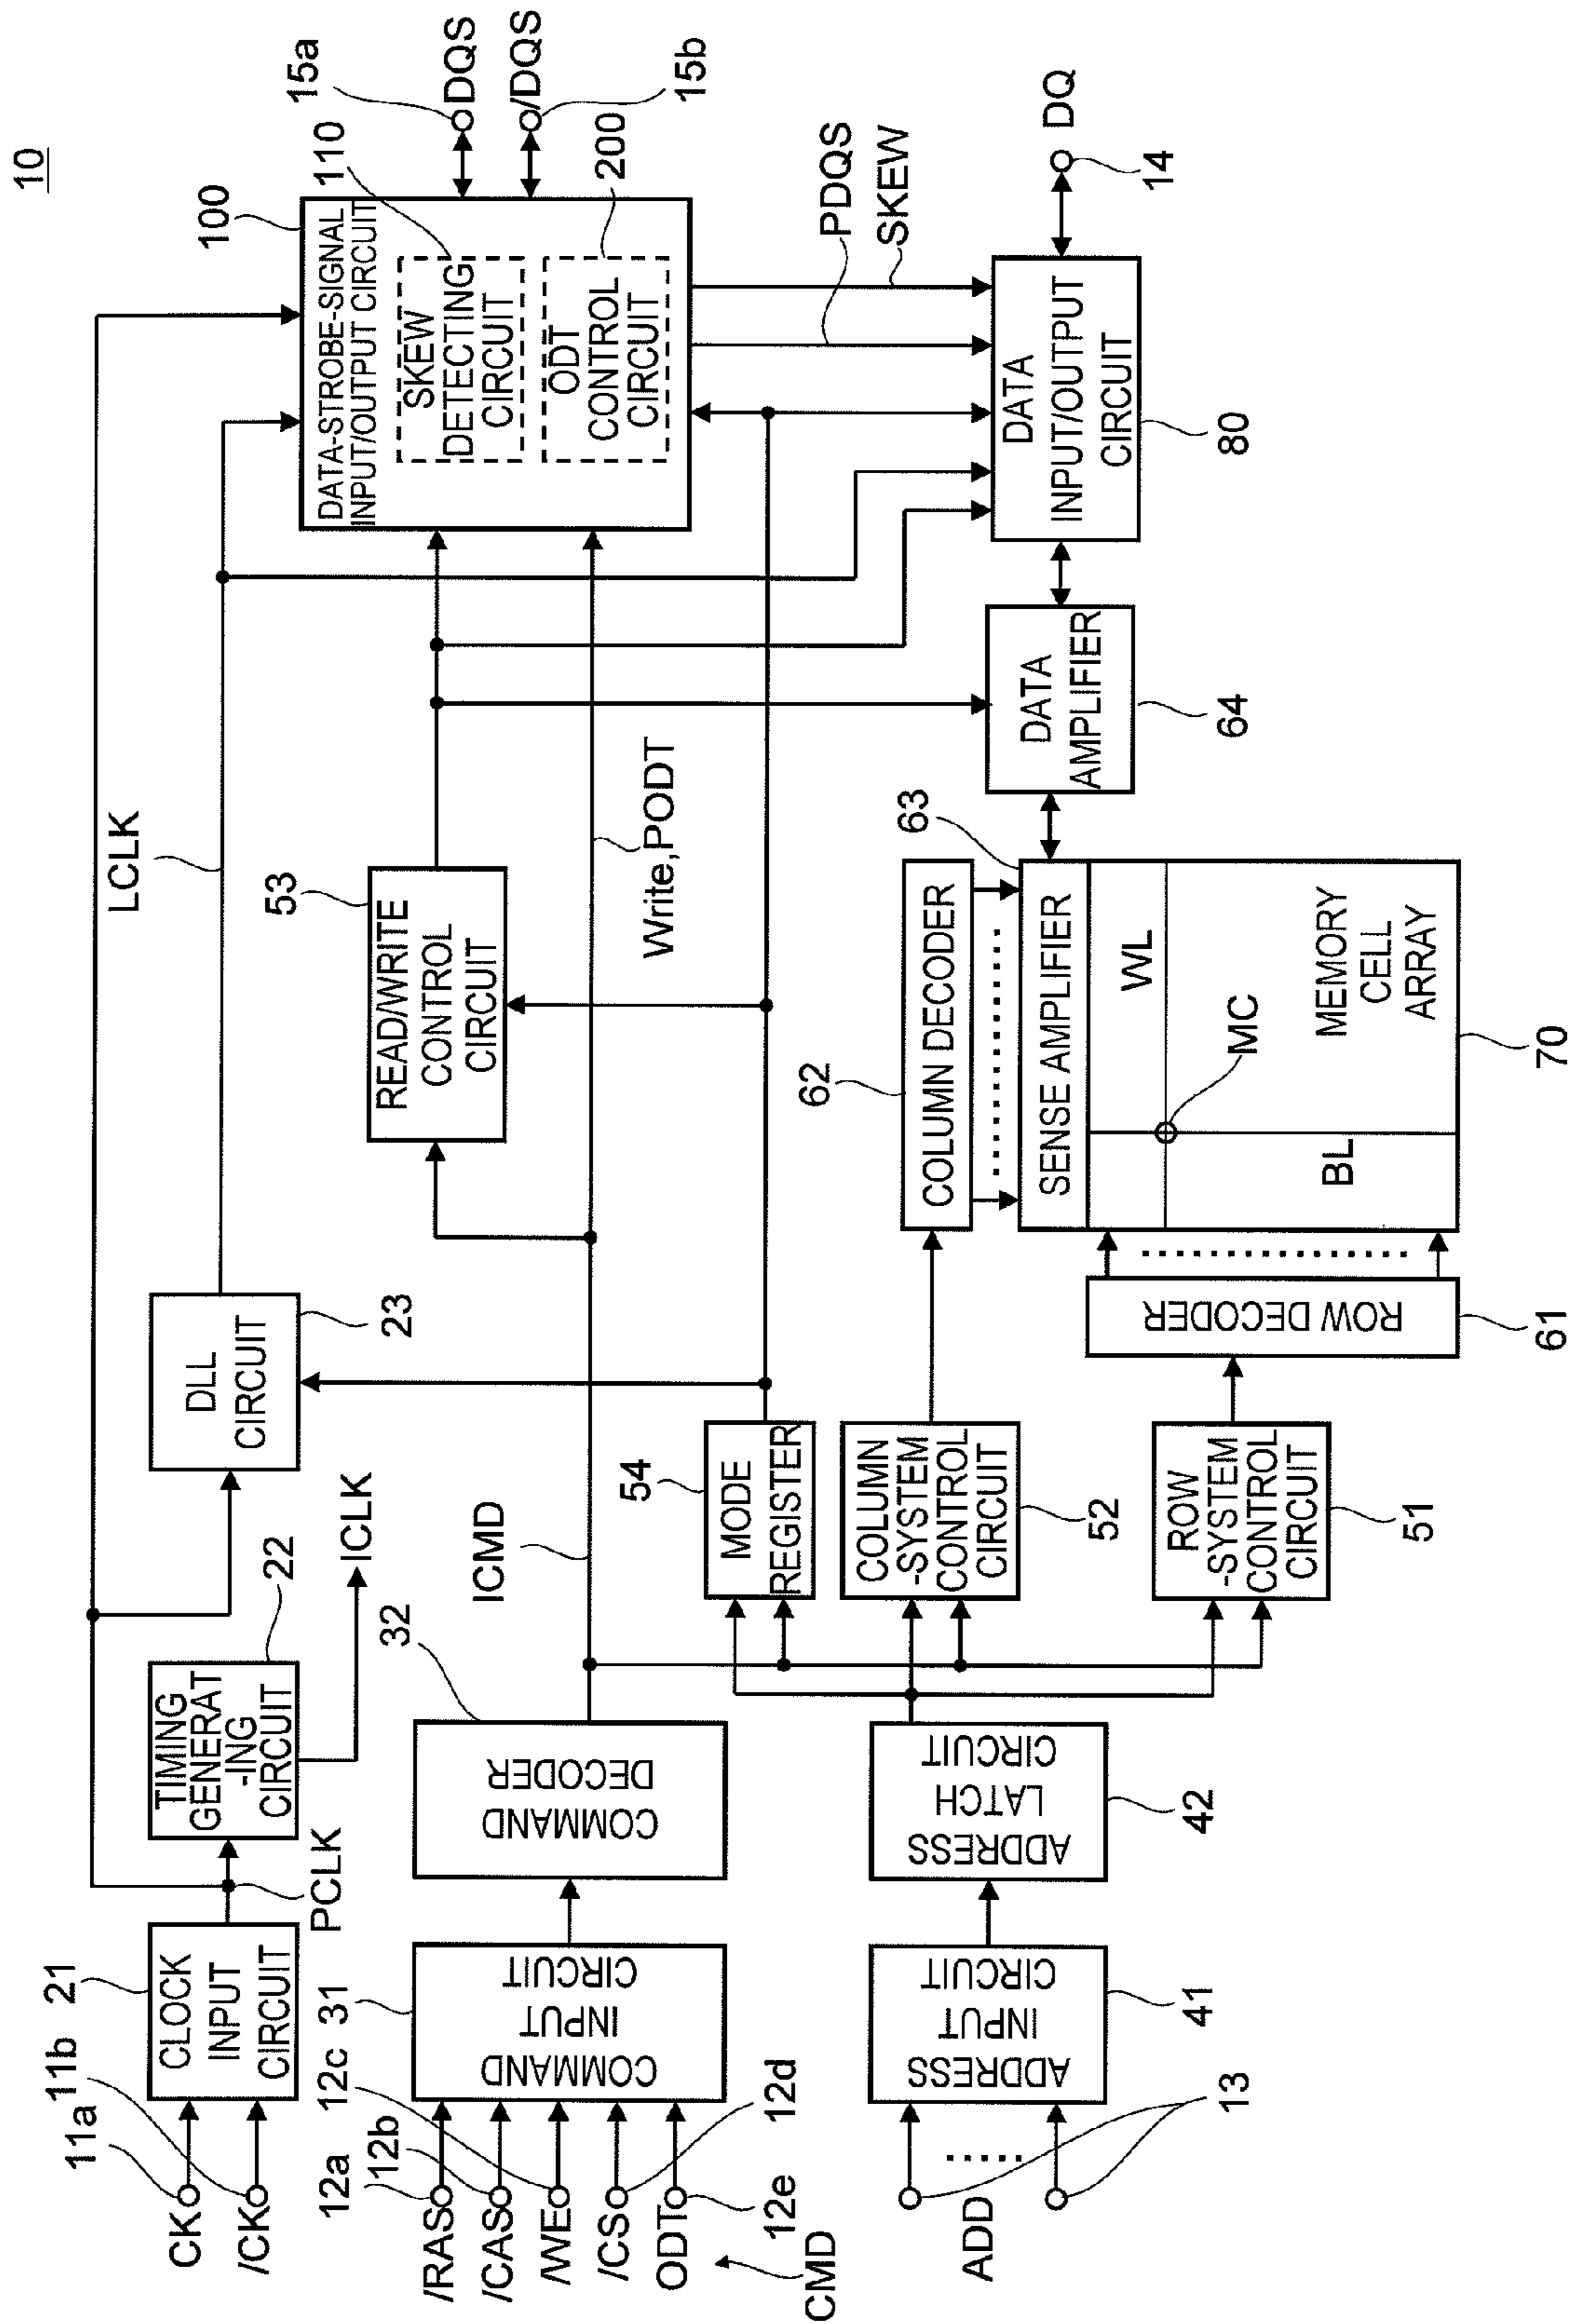 10
CK
11a
/CK
11b
CLOCK
INPUT
CIRCUIT
21
PCLK
TIMING
GENERAT
-ING
CIRCUIT
22
ICLK
DLL
CIRCUIT
23
LCLK
/RAS
12a
/CAS
12b
/WE
12c
/CS
12d
ODT
12e
CMD
COMMAND
INPUT
CIRCUIT
31
COMMAND
DECODER
32
ICMD
READ/WRITE
CONTROL
CIRCUIT
53
Write,PODT
DATA-STROBE-SIGNAL
INPUT/OUTPUT CIRCUIT
100
SKEW
DETECTING
CIRCUIT
110
ODT
CONTROL
CIRCUIT
200
15a
DQS
/DQS
15b
PDQS
SKEW
MODE
REGISTER
54
ADD
13
ADDRESS
INPUT
CIRCUIT
41
ADDRESS
LATCH
CIRCUIT
42
COLUMN
-SYSTEM
CONTROL
CIRCUIT
52
ROW
-SYSTEM
CONTROL
CIRCUIT
51
COLUMN DECODER
62
ROW DECODER
61
SENSE AMPLIFIER
63
WL
MC
BL
MEMORY
CELL
ARRAY
70
DATA
AMPLIFIER
64
DATA
INPUT/OUTPUT
CIRCUIT
80
DQ
14